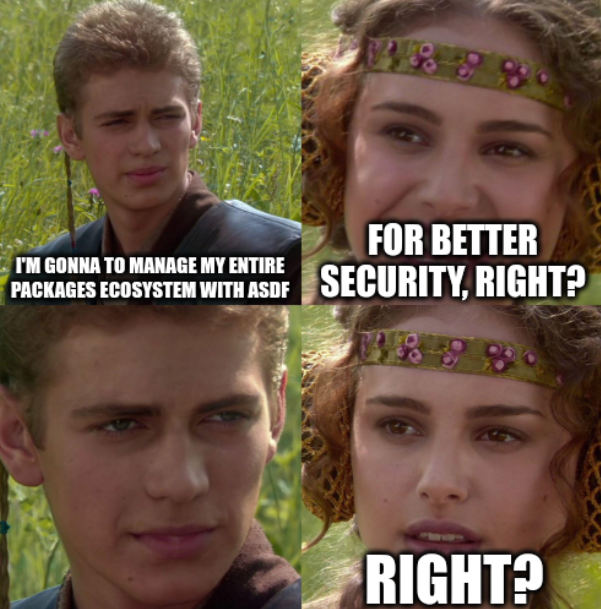 I'M GONNA TO MANAGE MY ENTIRE
PACKAGES ECOSYSTEM WITH ASDF
FOR BETTER
SECURITY, RIGHT?
RIGHT?